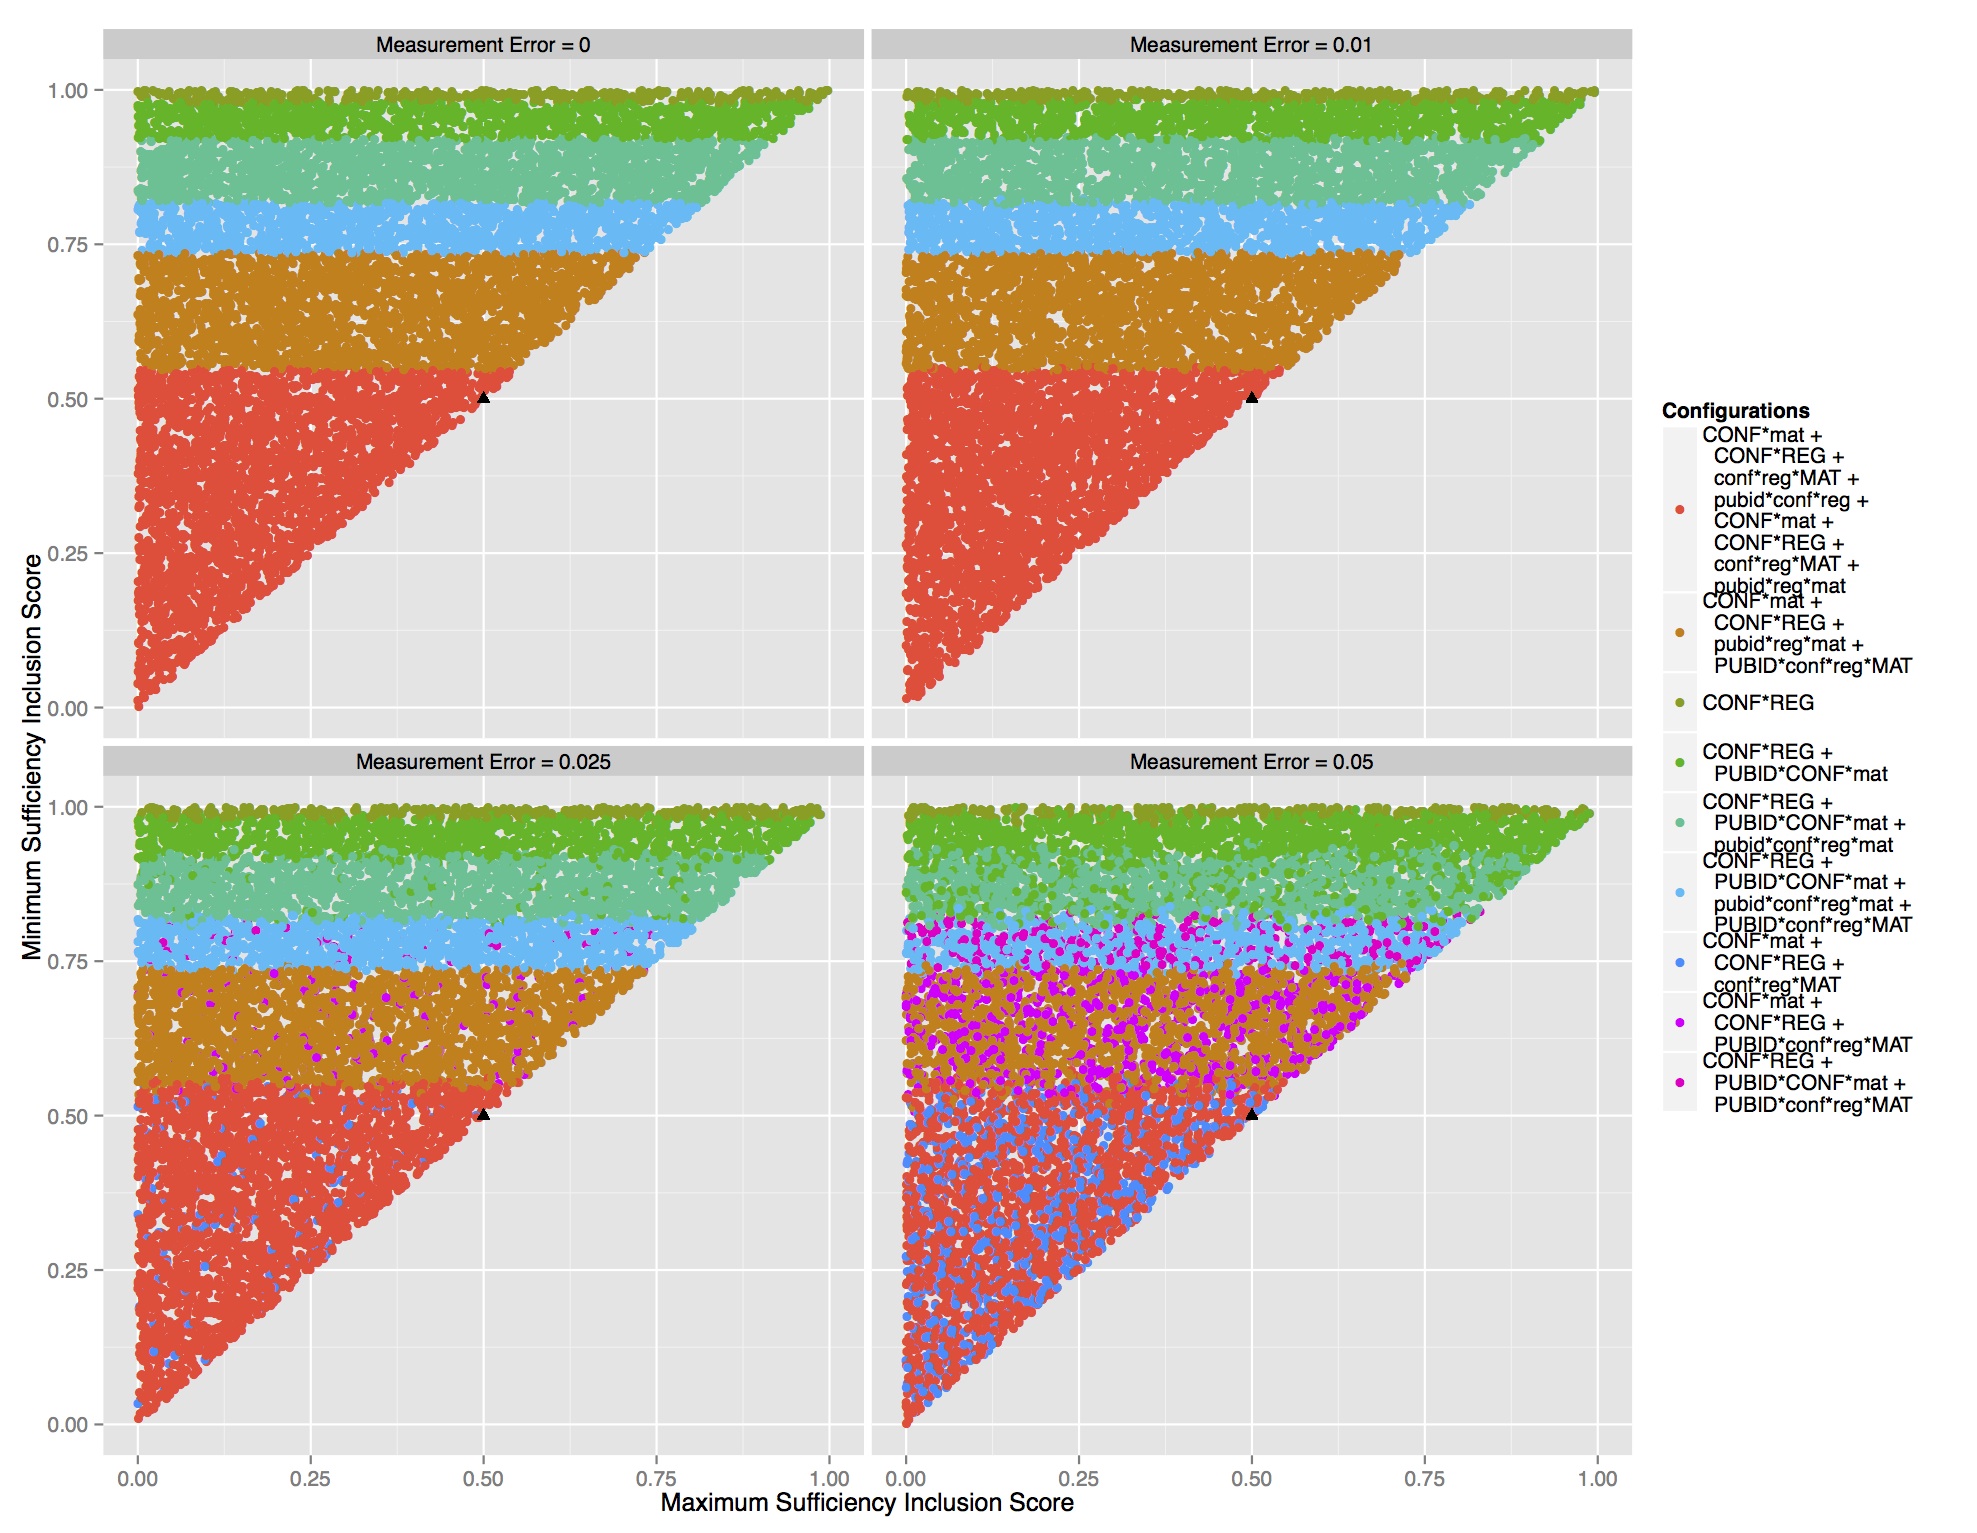 Measurement Error = 0
Measurement Error = 0.01
1.00
0.75
0.50
0.25
0.00
Measurement Error = 0.025
Measurement Error = 0.05
1.00
0.75
0.50
0.25
0.00
0.00 0.25 0.50 0.75 1.00
0.00 0.25 0.50 0.75 1.00
Maximum Sufficiency Inclusion Score
Minimum Sufficiency Inclusion Score
Configurations
CONF*mat +
CONF*REG +
conf*reg*MAT +
pubid*conf*reg +
CONF*mat +
CONF*REG +
conf*reg*MAT +
pubid*reg*mat
CONF*mat +
CONF*REG +
pubid*reg*mat +
PUBID*conf*reg*MAT
CONF*REG
CONF*REG +
PUBID*CONF*mat
CONF*REG +
PUBID*CONF*mat +
pubid*conf*reg*mat
CONF*REG +
PUBID*CONF*mat +
pubid*conf*reg*mat +
PUBID*conf*reg*MAT
CONF*mat +
CONF*REG +
conf*reg*MAT
CONF*mat +
CONF*REG +
PUBID*conf*reg*MAT
CONF*REG +
PUBID*CONF*mat +
PUBID*conf*reg*MAT